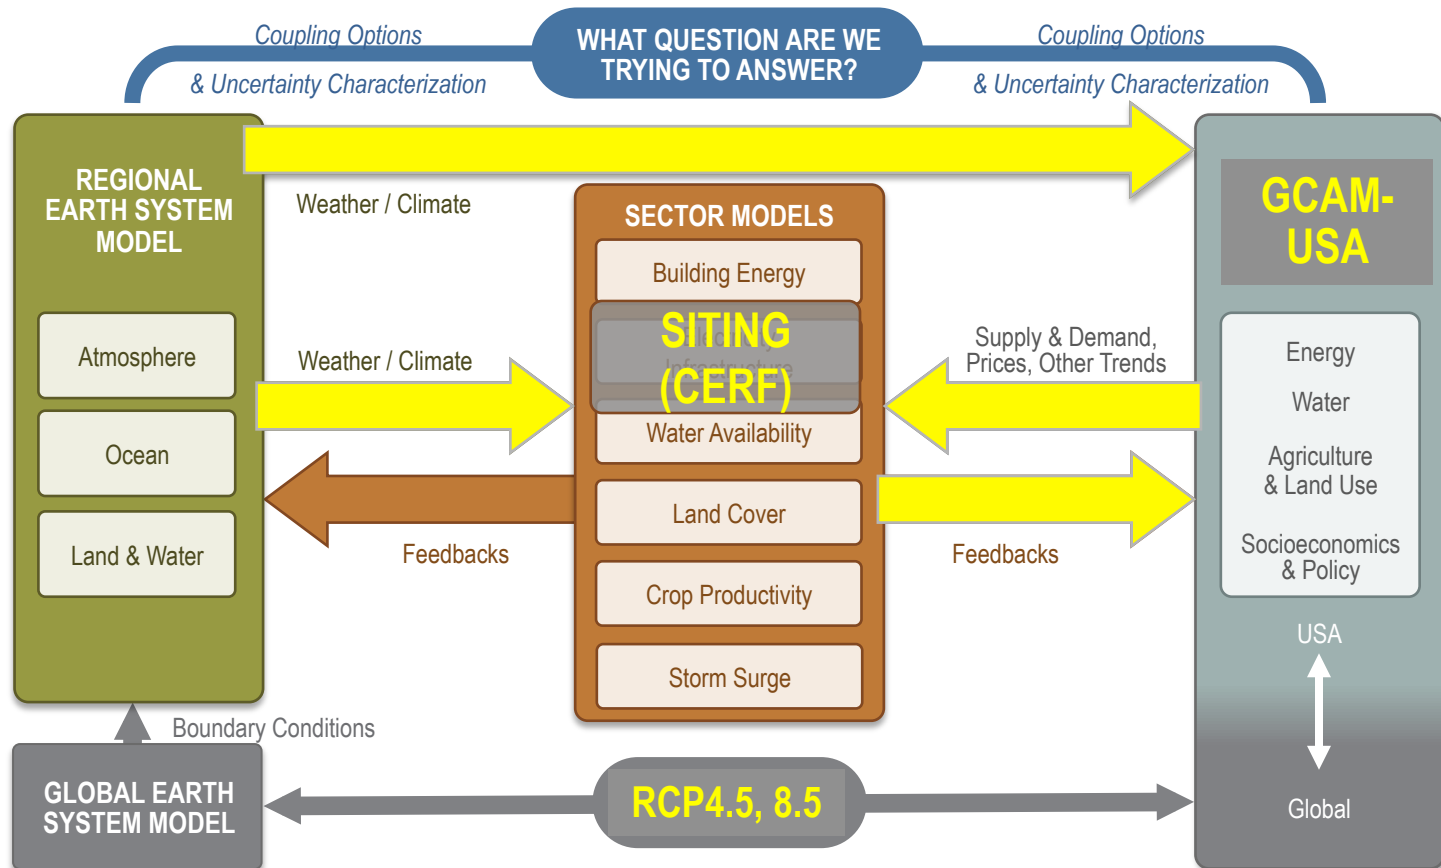 Coupling Options
& Uncertainty Characterization
WHAT QUESTION ARE WE
TRYING TO ANSWER?
Coupling Options
& Uncertainty Characterization
REGIONAL
EARTH SYSTEM
MODEL
Atmosphere
Ocean
Land & Water
Weather / Climate
Weather / Climate
Feedbacks
SECTOR MODELS
Building Energy
Electricity
Infrastructure
SITING
(CERF)
Water Availability
Land Cover
Crop Productivity
Storm Surge
Supply & Demand,
Prices, Other Trends
Feedbacks
GCAM-
USA
Energy
Water
Agriculture
& Land Use
Socioeconomics
& Policy
USA
Global
Boundary Conditions
GLOBAL EARTH
SYSTEM MODEL
RCP4.5, 8.5